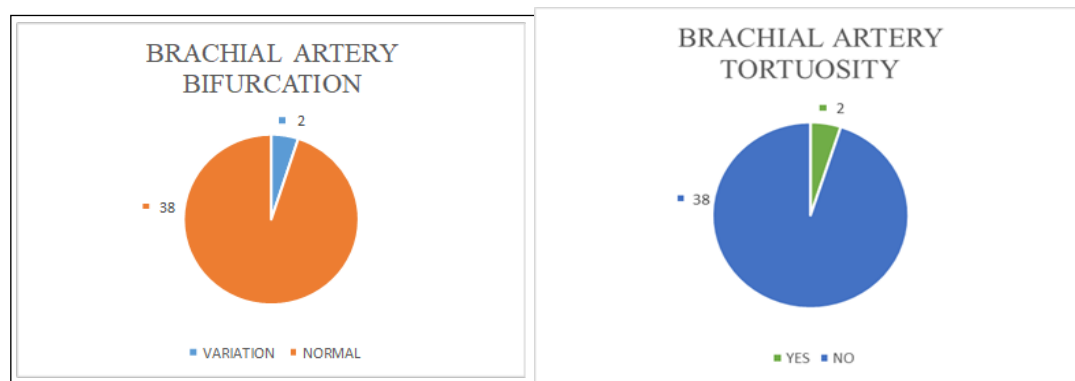 BRACHIAL ARTERY
BIFURCATION
2
38
VARIATION NORMAL
BRACHIAL ARTERY
TORTUOSITY
2
38
YES NO